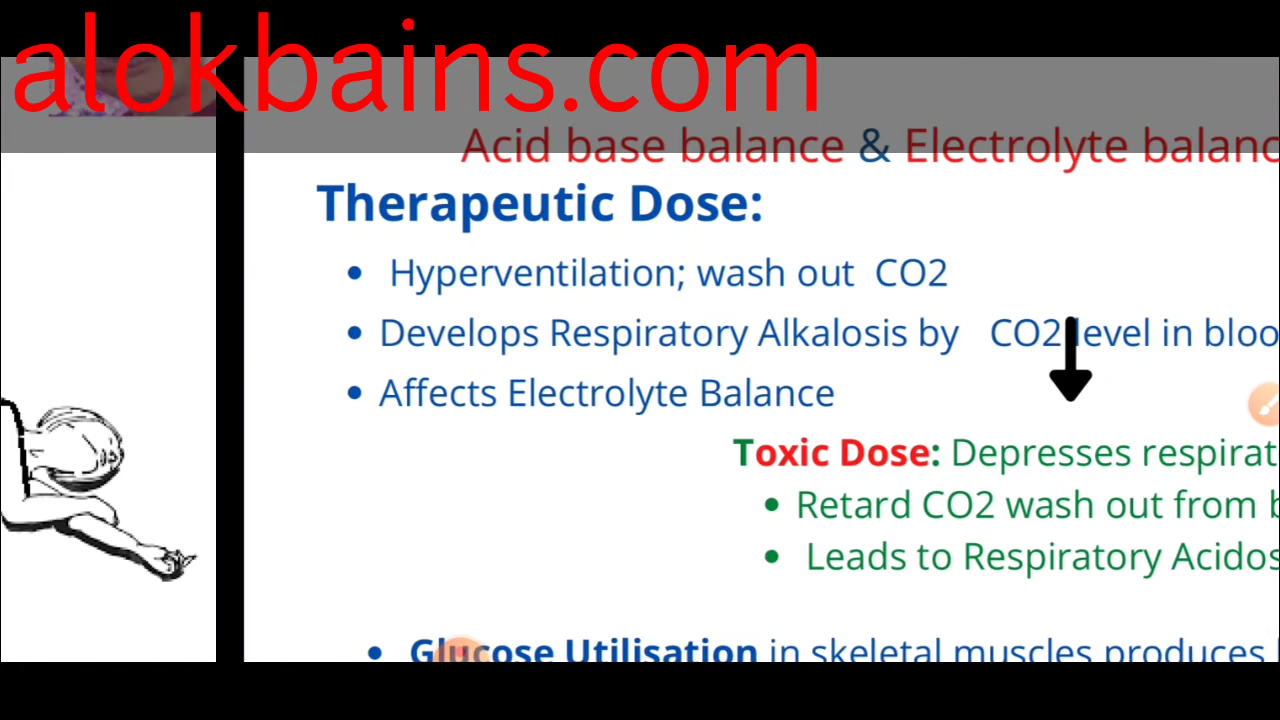 alokbains.com
Acid base balance & Electrolyte balanc
Therapeutic Dose:
• Hyperventilation; wash out CO2
• Develops Respiratory Alkalosis by CO2 level in bloo
• Affects Electrolyte Balance
Toxic Dose: Depresses respirat
• Retard CO2 wash out from b
• Leads to Respiratory Acidos
• Glucose Utilisation in skeletal muscles produces